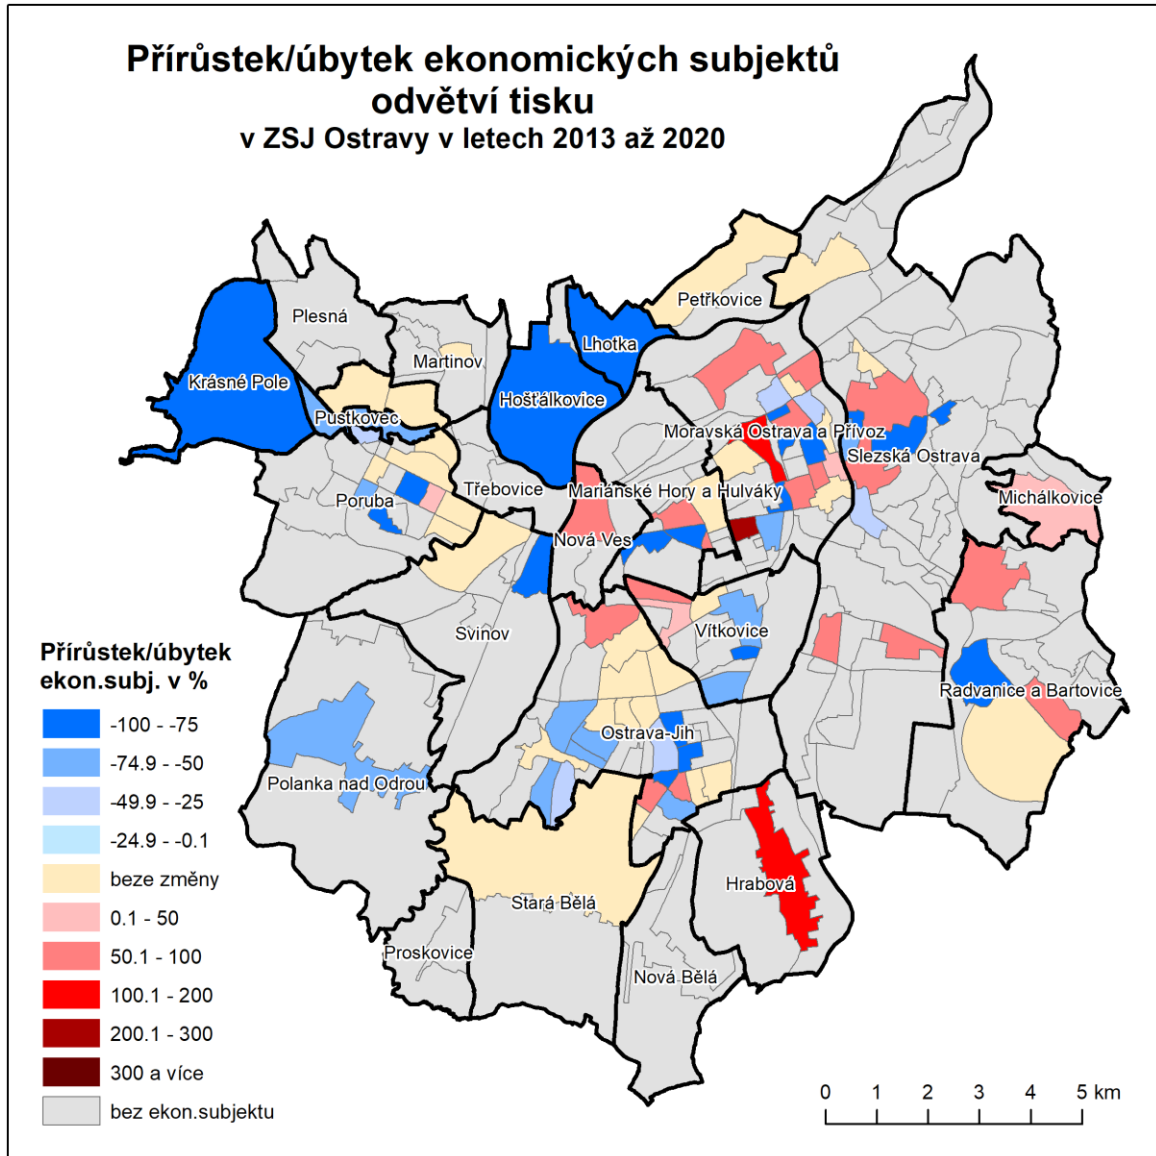 Přírůstek/úbytek ekonomických subjektů
odvětví tisku
v ZSJ Ostravy v letech 2013 až 2020
Petřkovice
Plesná
Lhotka
Martinov
Krásné Pole
Hošťálkovice
Pustkovec
Moravská Ostrava a Přívoz
Slezská Ostrava
Třebovice
Mariánské Hory a Hulváky
Poruba
Michálkovice
Nová Ves
Svinov
Vítkovice
Radvanice a Bartovice
Ostrava-Jih
Polanka nad Odrou
Hrabová
Stará Bělá
Proskovice
Nová Bělá
Přírůstek/úbytek
ekon.subj. v %
-100 - -75
-74.9 - -50
-49.9 - -25
-24.9 - -0.1
beze změny
0.1 - 50
50.1 - 100
100.1 - 200
200.1 - 300
300 a více
bez ekon.subjektu
0 1 2 3 4 5 km